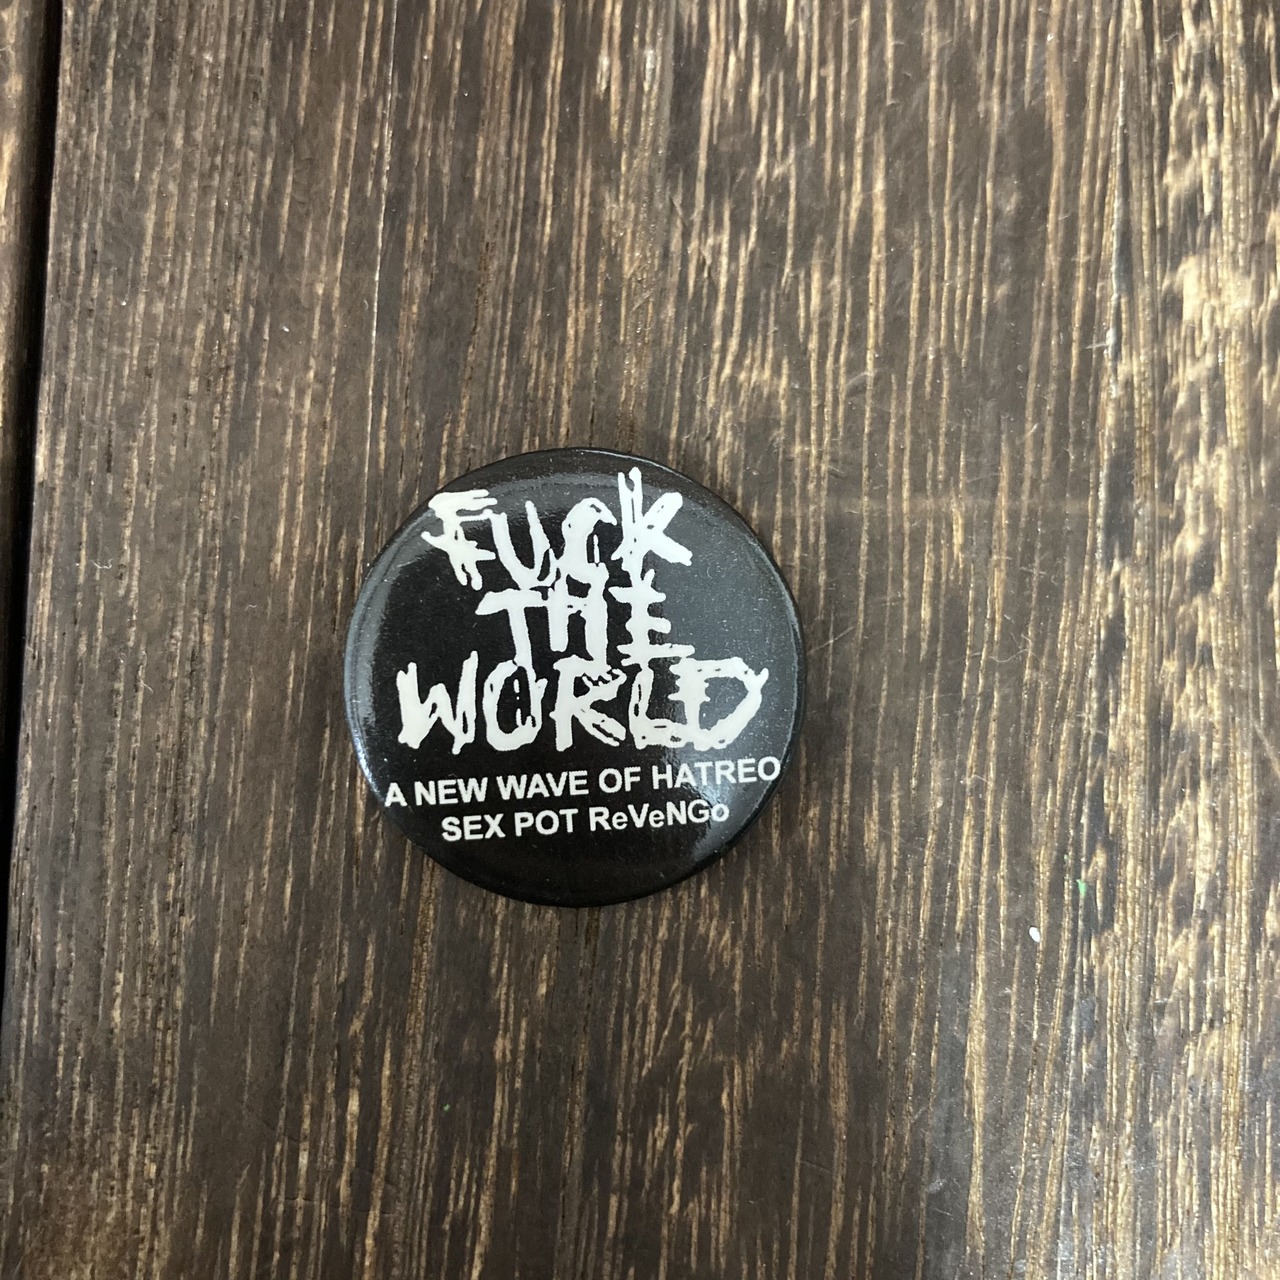 FUCK
THE
WORLD
A NEW WAVE OF HATREO
SEX POT ReVeNGo